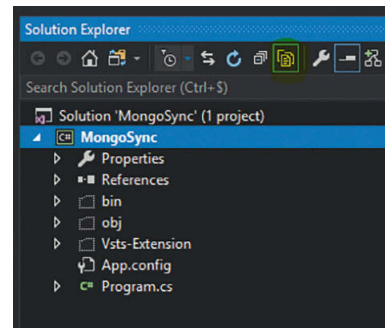 Solution Explorer
Search Solution Explorer (Ctrl+$)
Solution 'MongoSync' (1 project)
C# MongoSync
Properties
References
bin
obj
Vsts-Extension
App.config
C# Program.cs